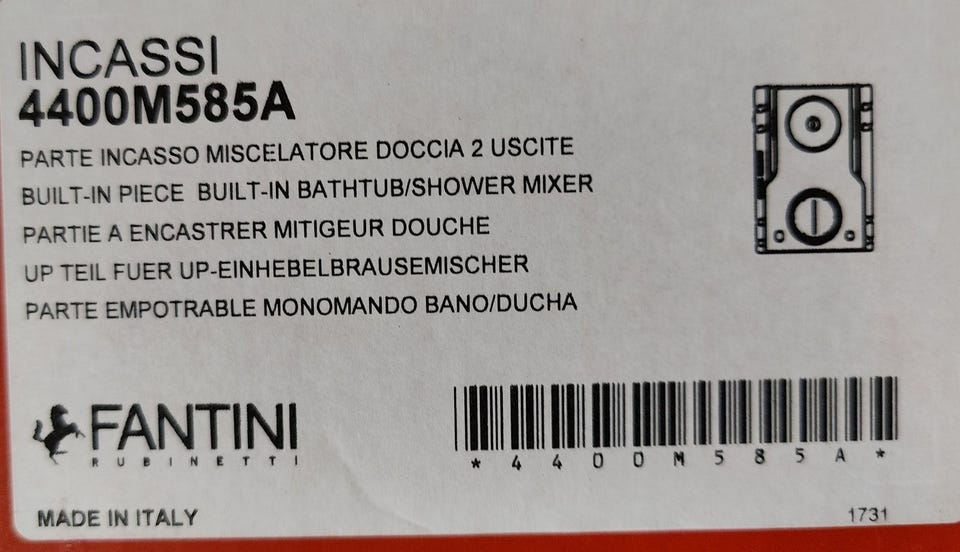 INCASSI
4400M585A
PARTE INCASSO MISCELATORE DOCCIA 2 USCITE
BUILT-IN PIECE BUILT-IN BATHTUB/SHOWER MIXER
PARTIE A ENCASTRER MITIGEUR DOUCHE
UP TEIL FUER UP-EINHEBELBRAUSEMISCHER
PARTE EMPOTRABLE MONOMANDO BANO/DUCHA
FANTINI
RUBINETTI
*4400M585A*
MADE IN ITALY
1731